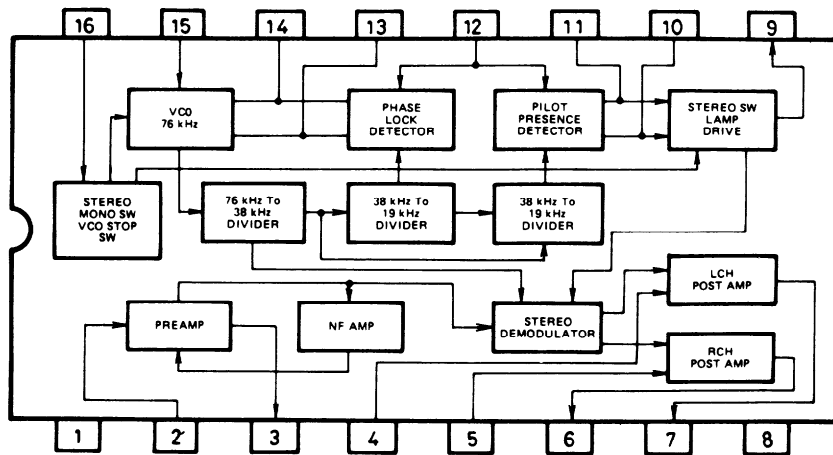 16
15
14
13
12
11
10
9
VCO
76 kHz
PHASE
LOCK
DETECTOR
PILOT
PRESENCE
DETECTOR
STEREO SW
LAMP
DRIVE
STEREO
MONO SW
VCO STOP
SW
76 kHz To
38 kHz
DIVIDER
38 kHz To
19 kHz
DIVIDER
38 kHz To
19 kHz
DIVIDER
PREAMP
NF AMP
STEREO
DEMODULATOR
LCH
POST AMP
RCH
POST AMP
1
2
3
4
5
6
7
8